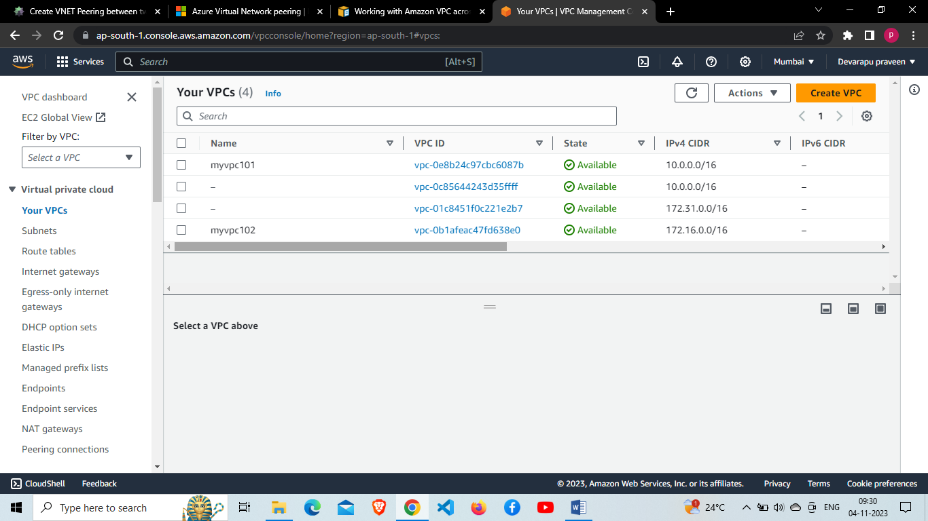 Create VNET Peering between tw
Azure Virtual Network peering |
Working with Amazon VPC acro
Your VPCs | VPC Management C
ap-south-1.console.aws.amazon.com/vpcconsole/home?region=ap-south-1#vpcs:
P
aws Services Search [Alt+S] Mumbai ▼ Devarapu praveen ▼
VPC dashboard
EC2 Global View
Filter by VPC:
Select a VPC
Virtual private cloud
Your VPCs
Subnets
Route tables
Internet gateways
Egress-only internet
gateways
DHCP option sets
Elastic IPs
Managed prefix lists
Endpoints
Endpoint services
NAT gateways
Peering connections
Your VPCs (4) Info
Actions ▼ Create VPC
Search
1
Name VPC ID State IPv4 CIDR IPv6 CIDR
myvpc101 vpc-0e8b24c97cbc6087b Available 10.0.0.0/16 –
– vpc-0c85644243d35ffff Available 10.0.0.0/16 –
– vpc-01c8451f0c221e2b7 Available 172.31.0.0/16 –
myvpc102 vpc-0b1afeac47fd638e0 Available 172.16.0.0/16 –
Select a VPC above
CloudShell Feedback © 2023, Amazon Web Services, Inc. or its affiliates. Privacy Terms Cookie preferences
Type here to search
24°C
ENG
09:30
04-11-2023